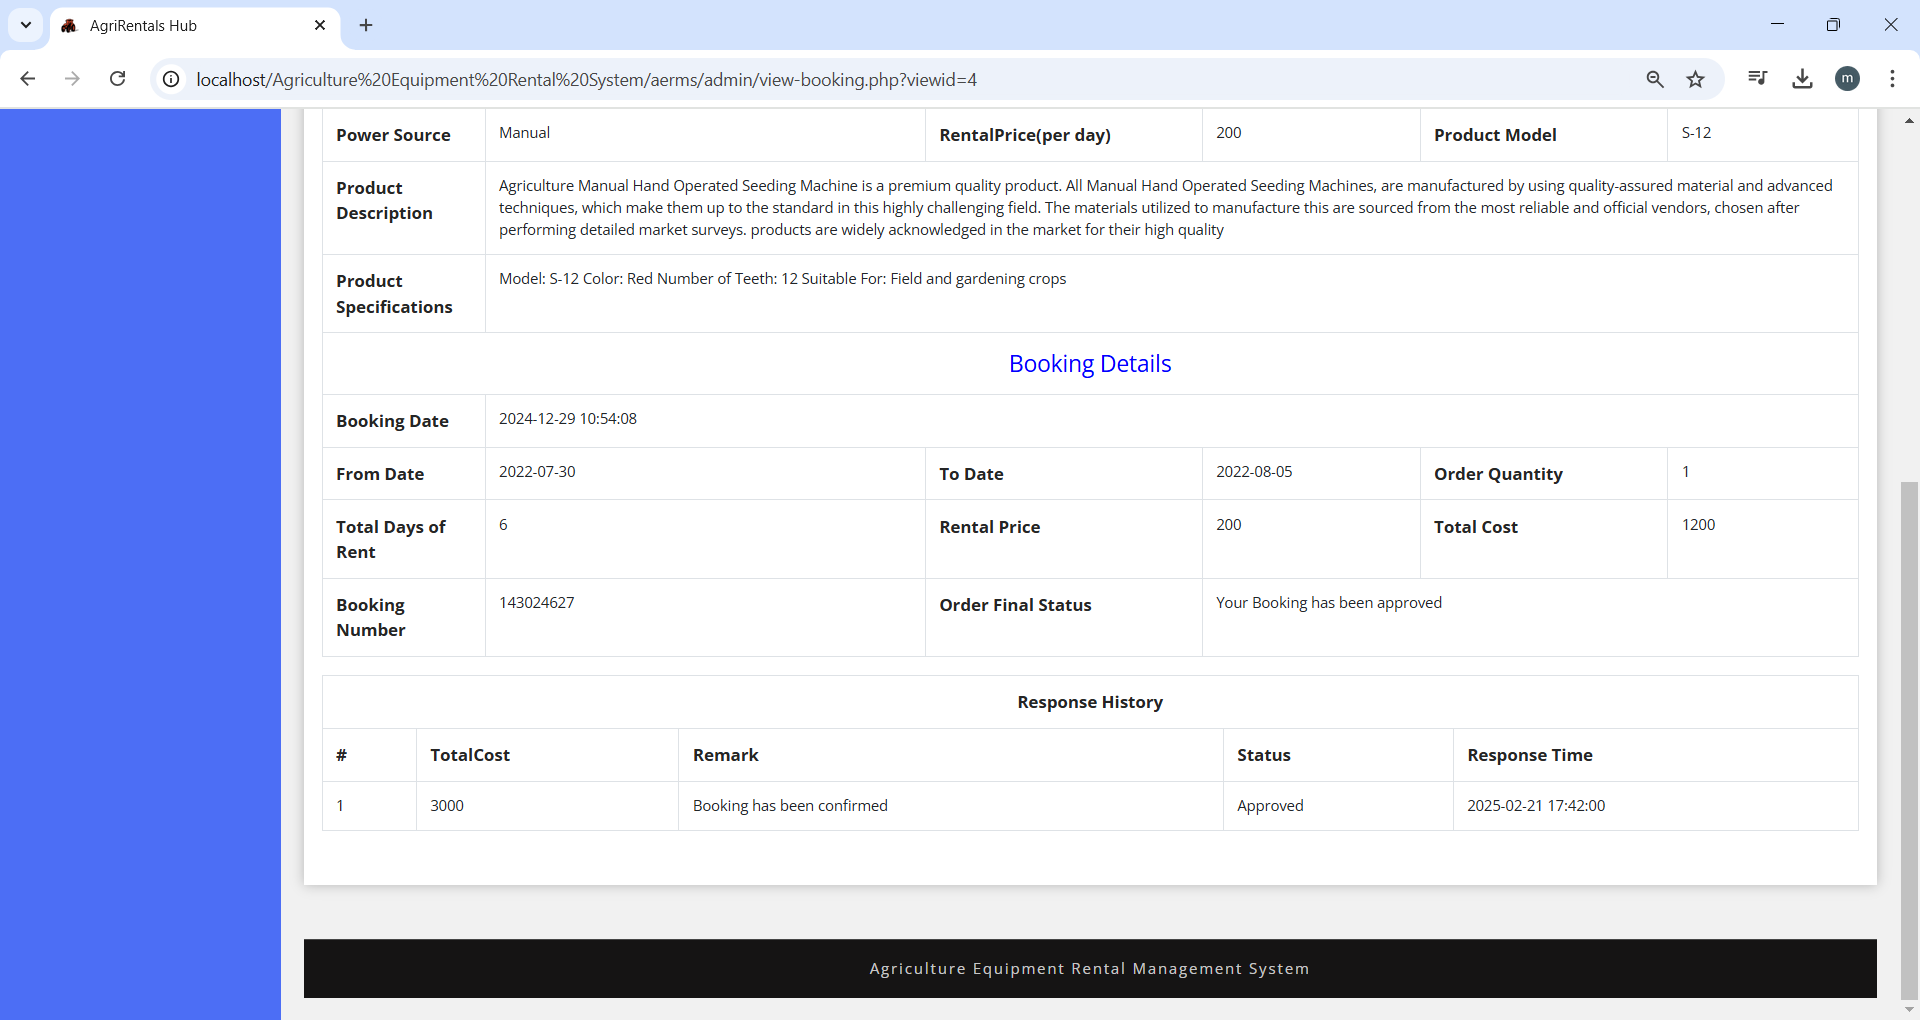 AgriRentals Hub
localhost/Agriculture%20Equipment%20Rental%20System/aerms/admin/view-booking.php?viewid=4
m
Power Source Manual RentalPrice(per day) 200 Product Model S-12
Product Description
Agriculture Manual Hand Operated Seeding Machine is a premium quality product. All Manual Hand Operated Seeding Machines, are manufactured by using quality-assured material and advanced
techniques, which make them up to the standard in this highly challenging field. The materials utilized to manufacture this are sourced from the most reliable and official vendors, chosen after
performing detailed market surveys. products are widely acknowledged in the market for their high quality
Product Specifications
Model: S-12 Color: Red Number of Teeth: 12 Suitable For: Field and gardening crops
Booking Details
Booking Date 2024-12-29 10:54:08
From Date 2022-07-30 To Date 2022-08-05 Order Quantity 1
Total Days of Rent 6 Rental Price 200 Total Cost 1200
Booking Number 143024627 Order Final Status Your Booking has been approved
Response History
# TotalCost Remark Status Response Time
1 3000 Booking has been confirmed Approved 2025-02-21 17:42:00
Agriculture Equipment Rental Management System